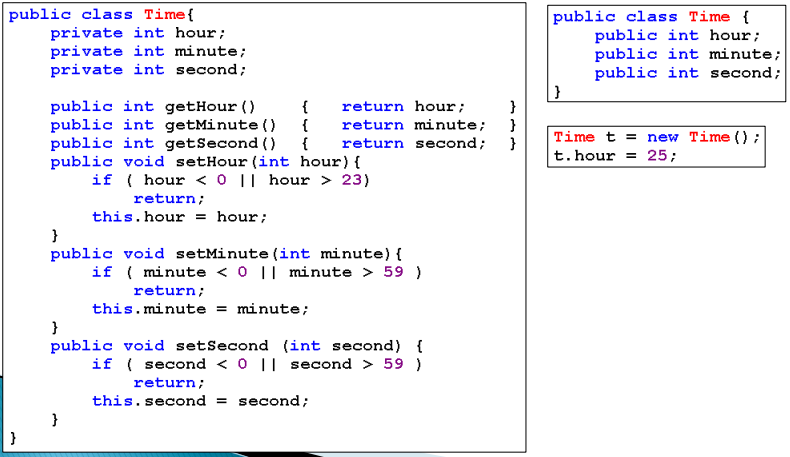 public class Time{
    private int hour;
    private int minute;
    private int second;

    public int getHour()    {   return hour;    }
    public int getMinute()  {   return minute;  }
    public int getSecond()  {   return second;  }
    public void setHour(int hour){
        if ( hour < 0 || hour > 23)
            return;
        this.hour = hour;
    }
    public void setMinute(int minute){
        if ( minute < 0 || minute > 59 )
            return;
        this.minute = minute;
    }
    public void setSecond (int second) {
        if ( second < 0 || second > 59 )
            return;
        this.second = second;
    }
}
public class Time {
    public int hour;
    public int minute;
    public int second;
}
Time t = new Time();
t.hour = 25;